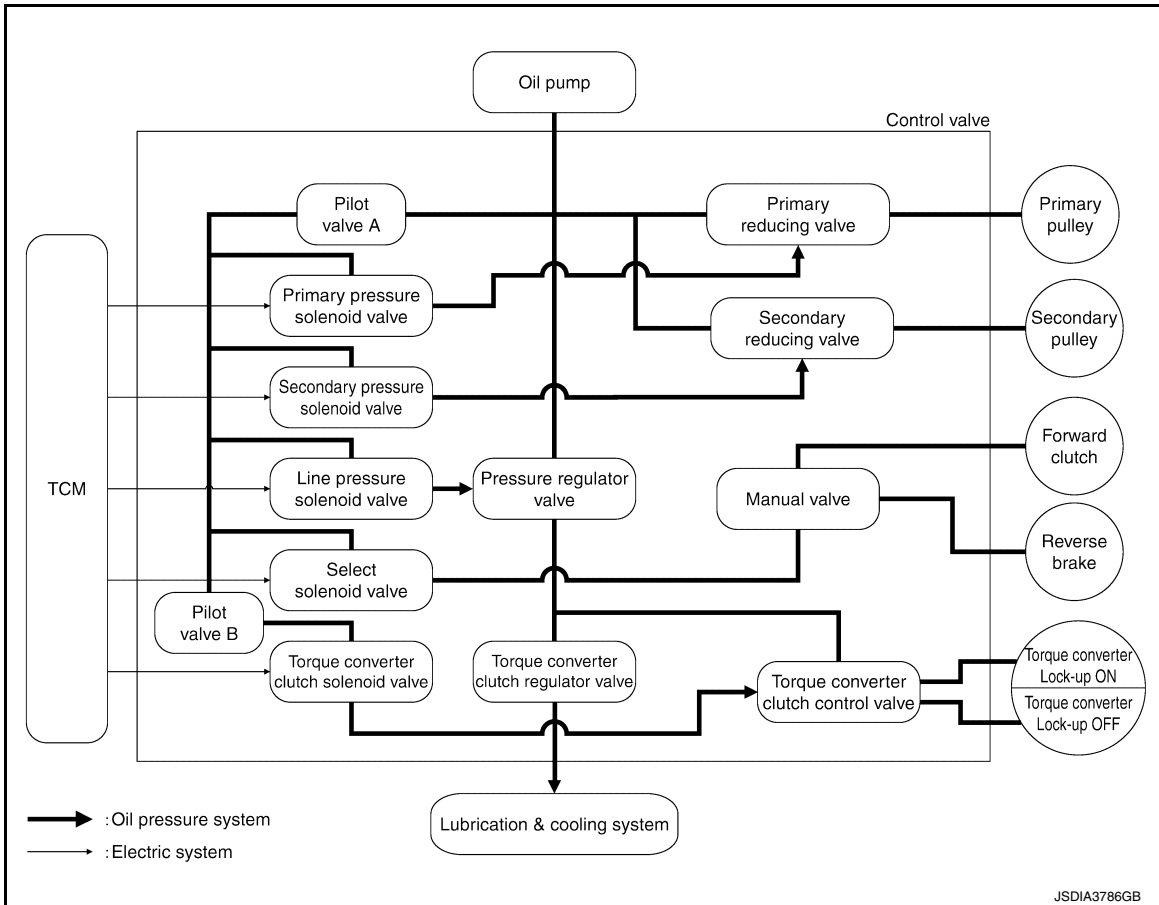 Oil pump
Control valve
Pilot
valve A
Primary
reducing valve
Primary
pulley
Primary pressure
solenoid valve
Secondary
reducing valve
Secondary
pulley
Secondary pressure
solenoid valve
Forward
clutch
TCM
Line pressure
solenoid valve
Pressure regulator
valve
Manual valve
Reverse
brake
Select
solenoid valve
Pilot
valve B
Torque converter
clutch solenoid valve
Torque converter
clutch regulator valve
Torque converter
clutch control valve
Torque converter
Lock-up ON
Torque converter
Lock-up OFF
Lubrication & cooling system
:Oil pressure system
:Electric system
JSDIA3786GB